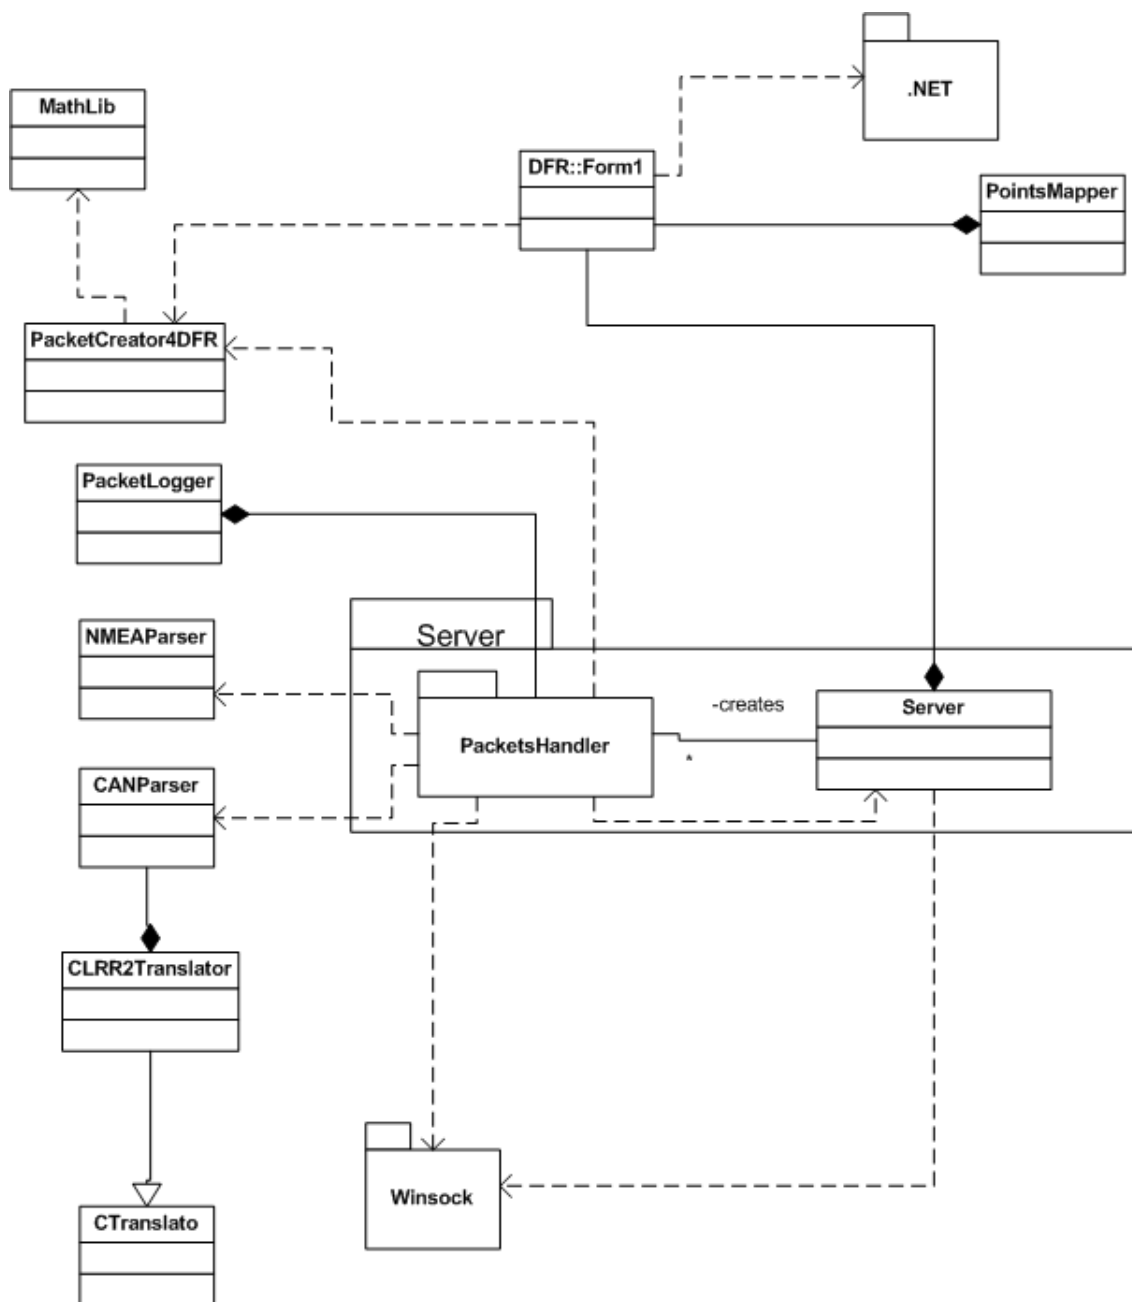 .NET
MathLib
DFR::Form1
PointsMapper
PacketCreator4DFR
PacketLogger
NMEAParser
Server
-creates
Server
PacketsHandler
*
CANParser
CLRR2Translator
Winsock
CTranslato